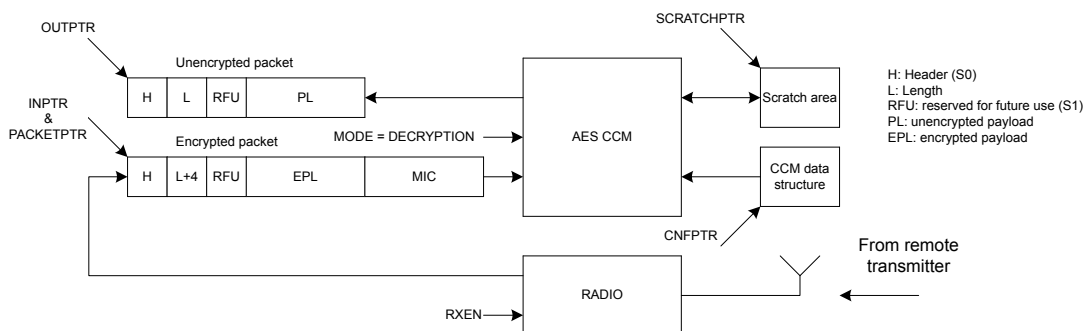 SCRATCHPTR
OUTPTR
Unencrypted packet
H L RFU PL
INPTR
&
PACKETPTR
Encrypted packet
H L+4 RFU EPL MIC
MODE = DECRYPTION
AES CCM
Scratch area
CCM data
structure
CNFPTR
H: Header (S0)
L: Length
RFU: reserved for future use (S1)
PL: unencrypted payload
EPL: encrypted payload
From remote
transmitter
RADIO
RXEN